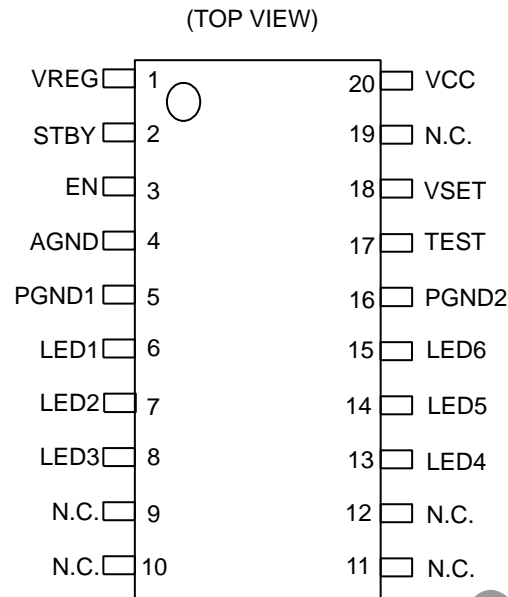 (TOP VIEW)
VREG 1 20 VCC
STBY 2 19 N.C.
EN 3 18 VSET
AGND 4 17 TEST
PGND1 5 16 PGND2
LED1 6 15 LED6
LED2 7 14 LED5
LED3 8 13 LED4
N.C. 9 12 N.C.
N.C. 10 11 N.C.